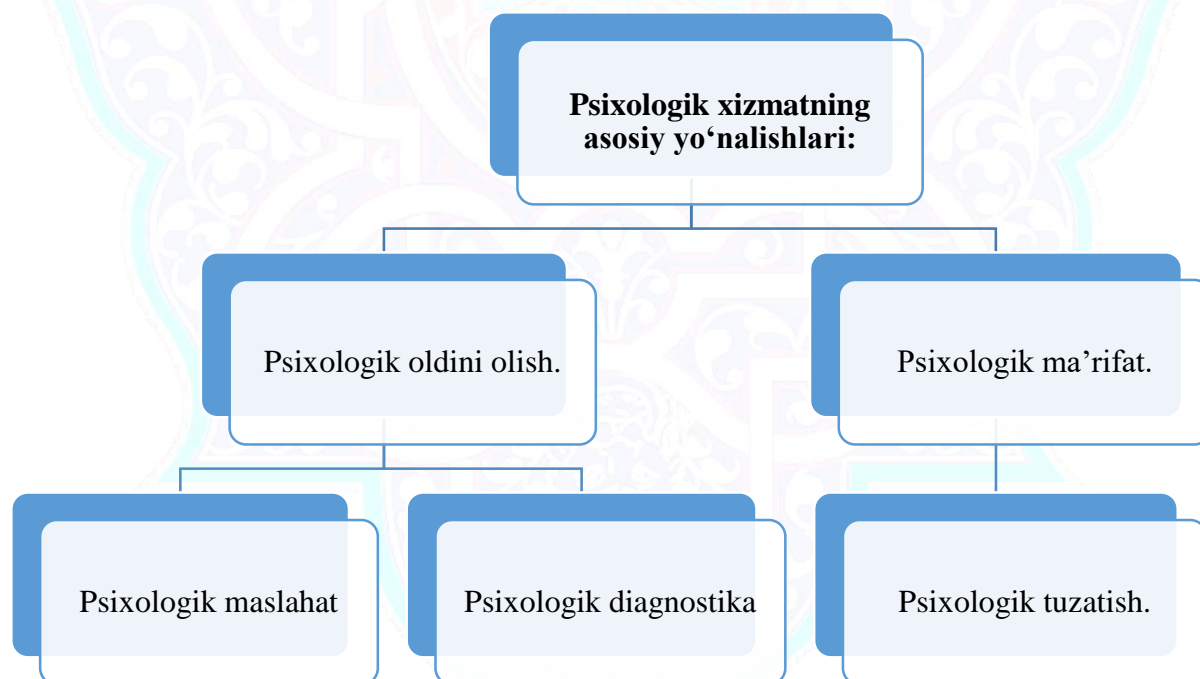 Psixologik xizmatning
asosiy yo‘nalishlari:
Psixologik oldini olish.
Psixologik ma’rifat.
Psixologik maslahat
Psixologik diagnostika
Psixologik tuzatish.